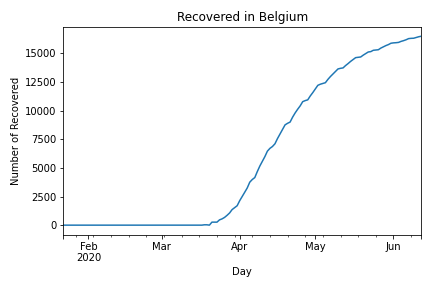 Recovered in Belgium
Number of Recovered
15000
12500
10000
7500
5000
2500
0
Feb
2020
Mar
Apr
May
Jun
Day